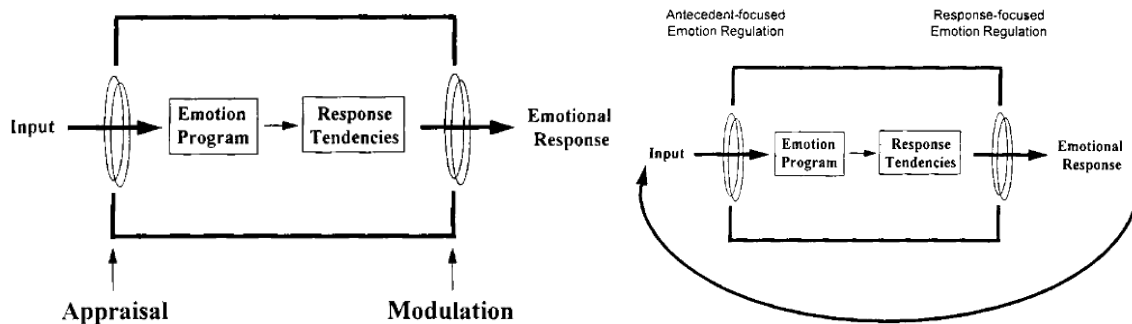 Input
Emotion
Program
Response
Tendencies
Emotional
Response
Appraisal
Modulation
Antecedent-focused
Emotion Regulation
Response-focused
Emotion Regulation
Input
Emotion
Program
Response
Tendencies
Emotional
Response